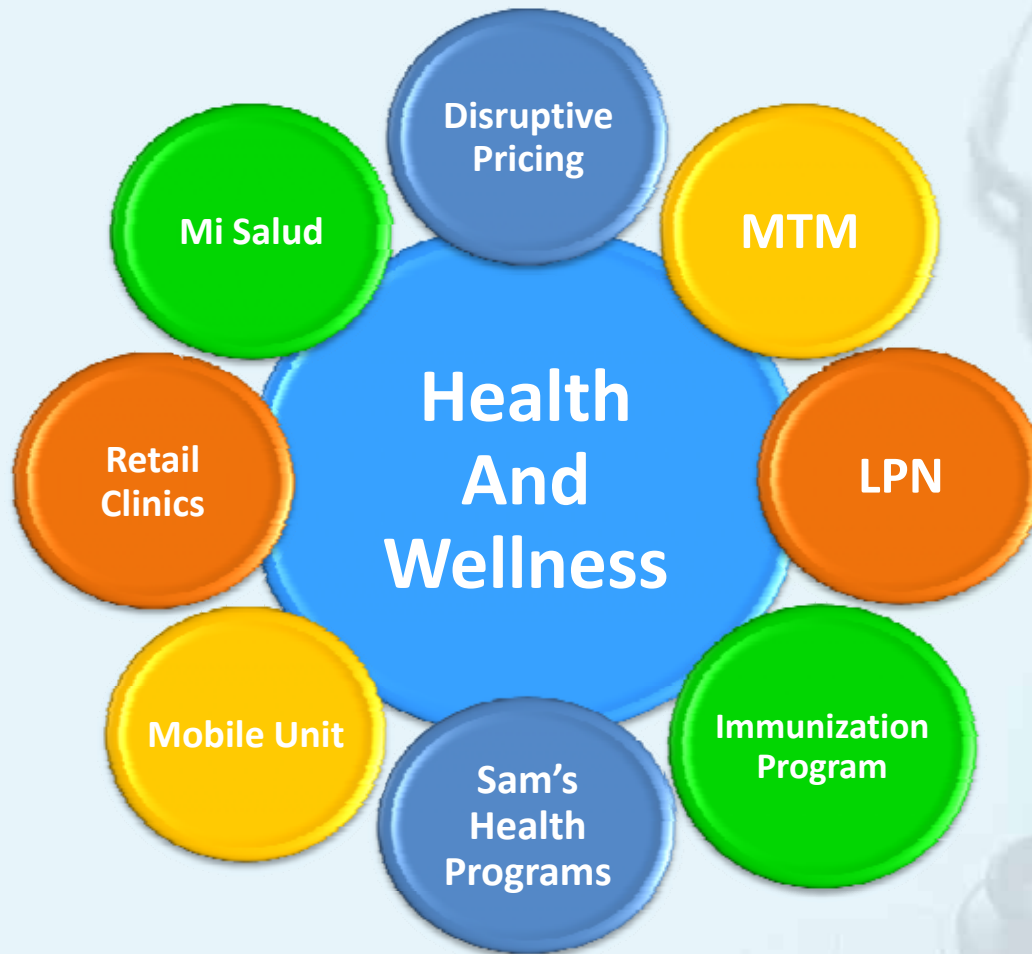 Disruptive
Pricing
MTM
LPN
Immunization
Program
Sam’s
Health
Programs
Mobile Unit
Retail
Clinics
Mi Salud
Health
And
Wellness